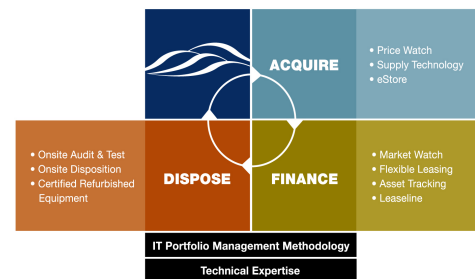 ACQUIRE
• Price Watch
• Supply Technology
• eStore
• Onsite Audit & Test
• Onsite Disposition
• Certified Refurbished
Equipment
DISPOSE
FINANCE
• Market Watch
• Flexible Leasing
• Asset Tracking
• Leaseline
IT Portfolio Management Methodology
Technical Expertise